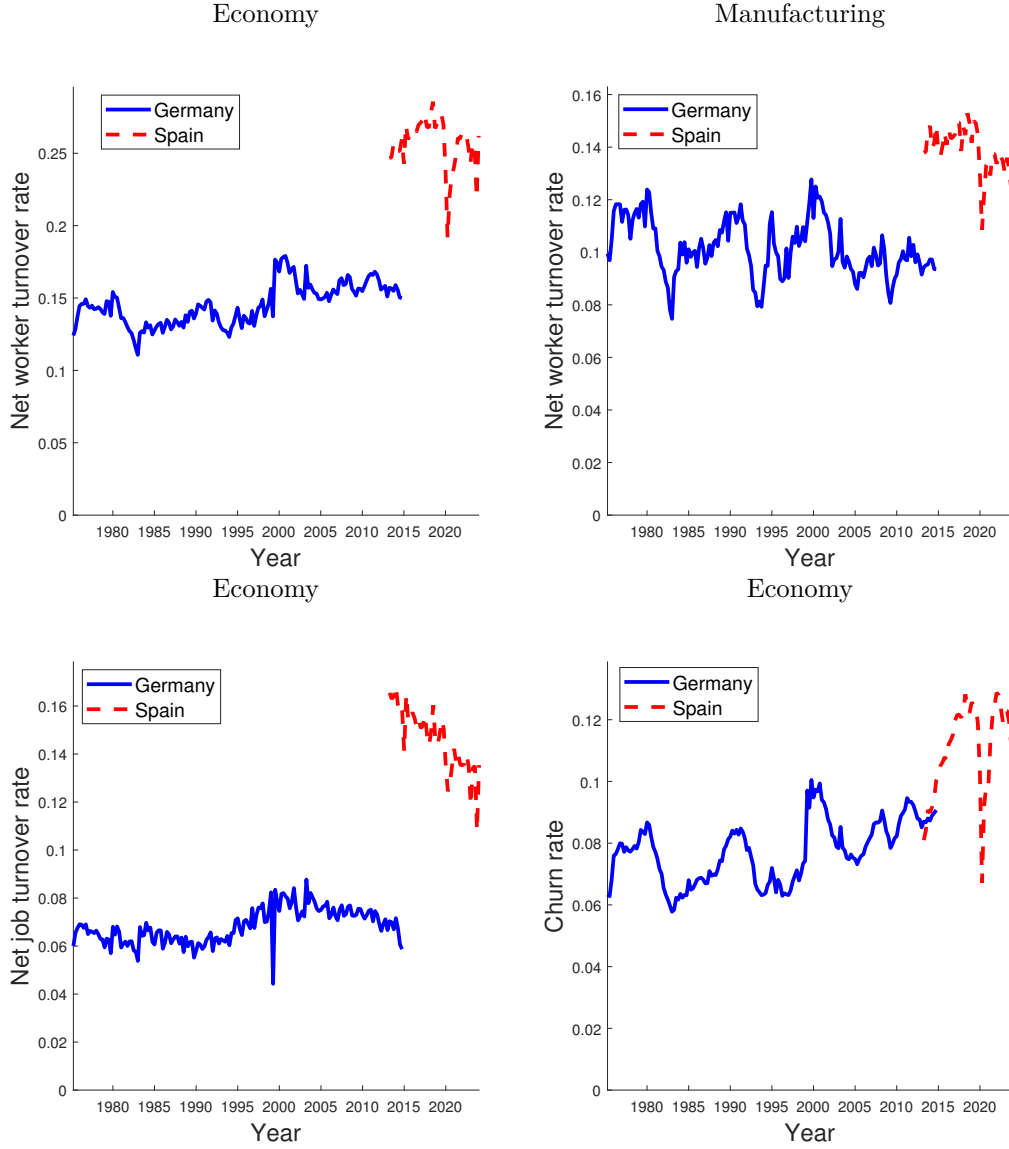 Economy
Net worker turnover rate
Germany
Spain
0.25
0.2
0.15
0.1
0.05
0
1980 1985 1990 1995 2000 2005 2010 2015 2020
Year
Manufacturing
Net worker turnover rate
Germany
Spain
0.16
0.14
0.12
0.1
0.08
0.06
0.04
0.02
0
1980 1985 1990 1995 2000 2005 2010 2015 2020
Year
Economy
Net job turnover rate
Germany
Spain
0.16
0.14
0.12
0.1
0.08
0.06
0.04
0.02
0
1980 1985 1990 1995 2000 2005 2010 2015 2020
Year
Economy
Churn rate
Germany
Spain
0.12
0.1
0.08
0.06
0.04
0.02
0
1980 1985 1990 1995 2000 2005 2010 2015 2020
Year